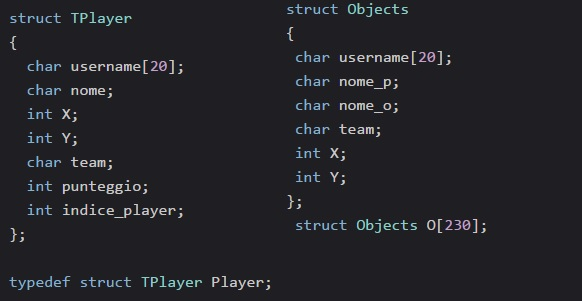 struct TPlayer
{
char username[20];
char nome;
int X;
int Y;
char team;
int punteggio;
int indice_player;
};
typedef struct TPlayer Player;
struct Objects
{
char username[20];
char nome_p;
char nome_o;
char team;
int X;
int Y;
};
struct Objects O[230];